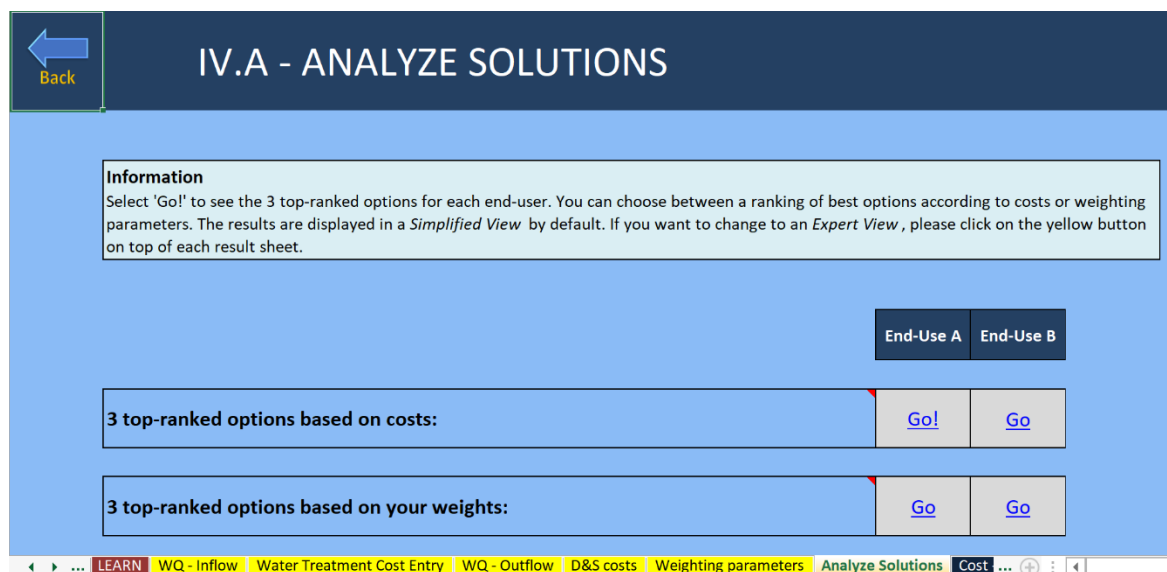 Back
IV.A - ANALYZE SOLUTIONS
Information
Select 'Go!' to see the 3 top-ranked options for each end-user. You can choose between a ranking of best options according to costs or weighting
parameters. The results are displayed in a Simplified View by default. If you want to change to an Expert View , please click on the yellow button
on top of each result sheet.
End-Use A End-Use B
3 top-ranked options based on costs: Go! Go
3 top-ranked options based on your weights: Go Go
... LEARN WQ - Inflow Water Treatment Cost Entry WQ - Outflow D&S costs Weighting parameters Analyze Solutions Cost ...